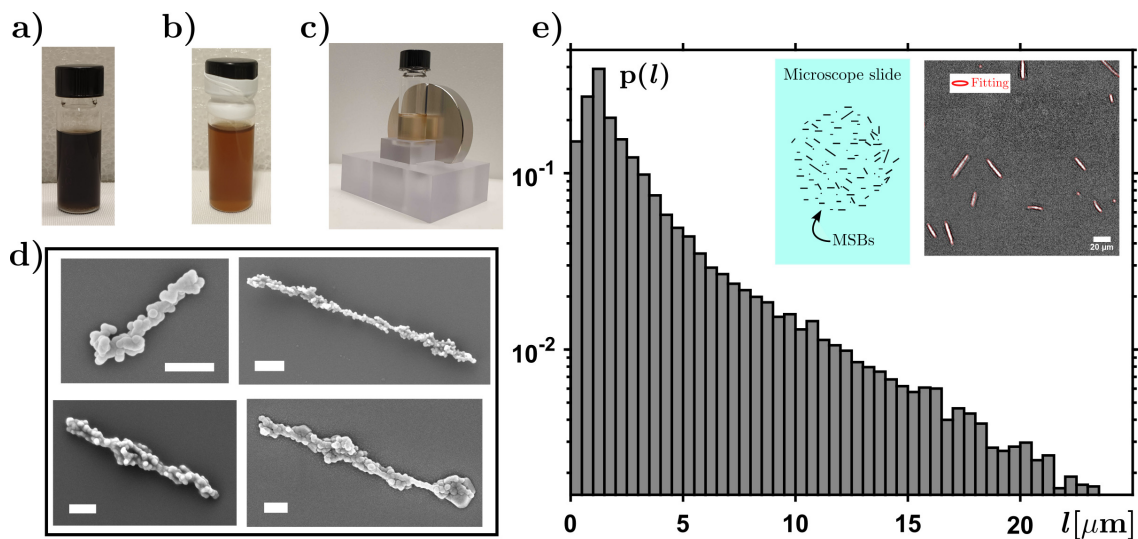 a)
b)
c)
d)
e)
p(l)
Microscope slide
MSBs
Fitting
20 μm
10⁻¹
10⁻²
0
5
10
15
20
l[μm]